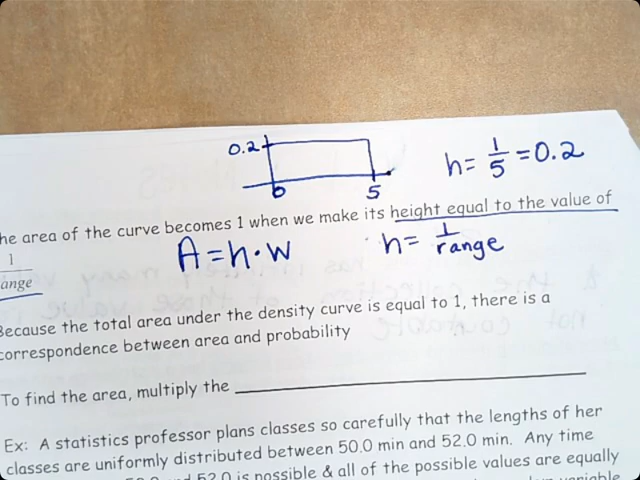 0.2
0 5
h = 1/5 = 0.2
he area of the curve becomes 1 when we make its height equal to the value of
1
ange
A = h · W
h = 1/range
Because the total area under the density curve is equal to 1, there is a
correspondence between area and probability
To find the area, multiply the
Ex: A statistics professor plans classes so carefully that the lengths of her
classes are uniformly distributed between 50.0 min and 52.0 min. Any time
52.0 is possible & all of the possible values are equally
variable